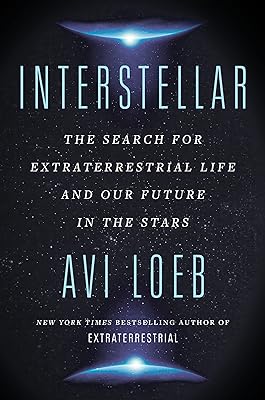 INTERSTELLAR
THE SEARCH FOR
EXTRATERRESTRIAL LIFE
AND OUR FUTURE
IN THE STARS
AVI LOEB
NEW YORK TIMES BESTSELLING AUTHOR OF
EXTRATERRESTRIAL